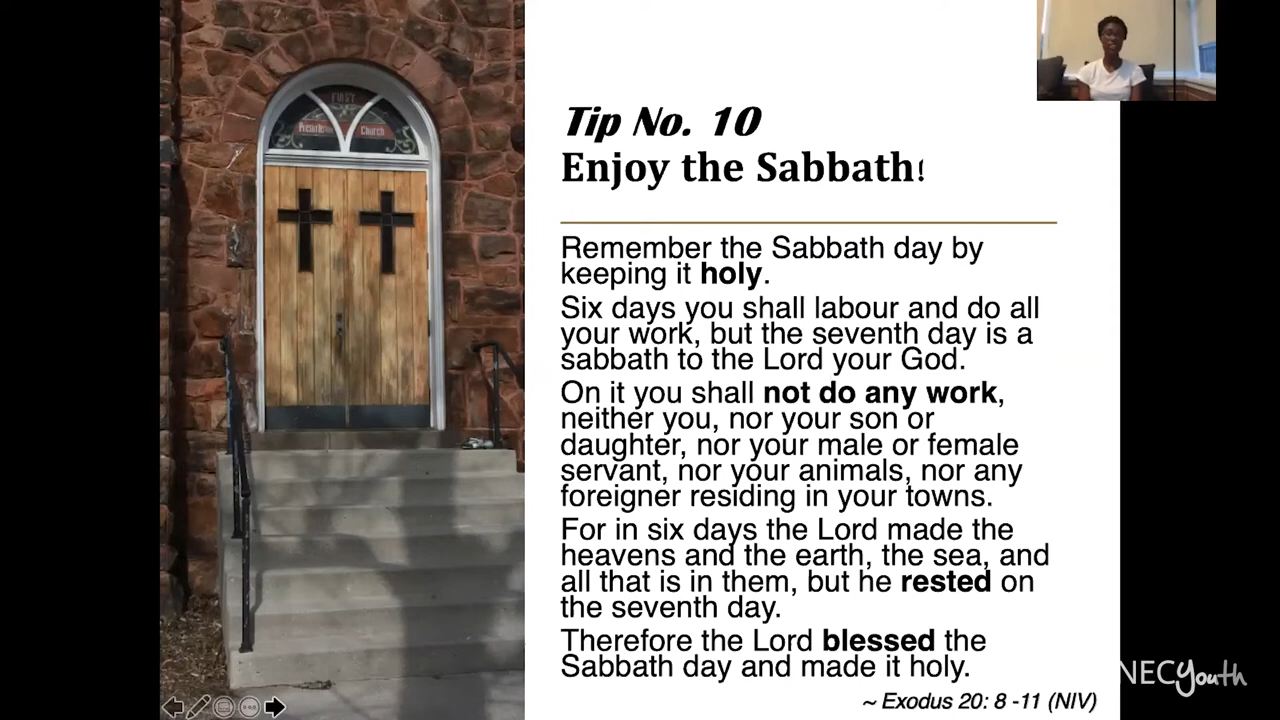 FIRST
Presbyterian Church
Tip No. 10
Enjoy the Sabbath!
Remember the Sabbath day by
keeping it holy.
Six days you shall labour and do all
your work, but the seventh day is a
sabbath to the Lord your God.
On it you shall not do any work,
neither you, nor your son or
daughter, nor your male or female
servant, nor your animals, nor any
foreigner residing in your towns.
For in six days the Lord made the
heavens and the earth, the sea, and
all that is in them, but he rested on
the seventh day.
Therefore the Lord blessed the
Sabbath day and made it holy.
~ Exodus 20: 8 -11 (NIV)
NECyouth